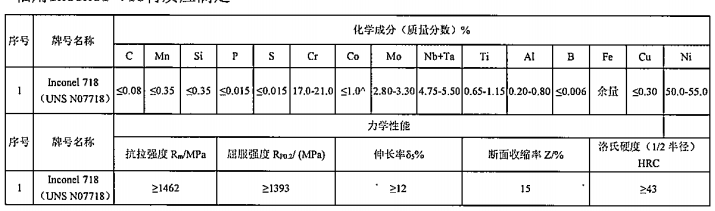 序号 牌号名称 化学成分（质量分数）%
C Mn Si P S Cr Co Mo Nb+Ta Ti Al B Fe Cu Ni
1 Inconel 718（UNS N07718） ≤0.08 ≤0.35 ≤0.35 ≤0.015 ≤0.015 17.0-21.0 ≤1.0^ 2.80-3.30 4.75-5.50 0.65-1.15 0.20-0.80 ≤0.006 余量 ≤0.30 50.0-55.0
序号 牌号名称 力学性能
抗拉强度 Rm/MPa 屈服强度 RP0.2/ (MPa) 伸长率δ5% 断面收缩率 Z/% 洛氏硬度（1/2 半径）HRC
1 Inconel 718（UNS N07718） ≥1462 ≥1393 ≥12 15 ≥43